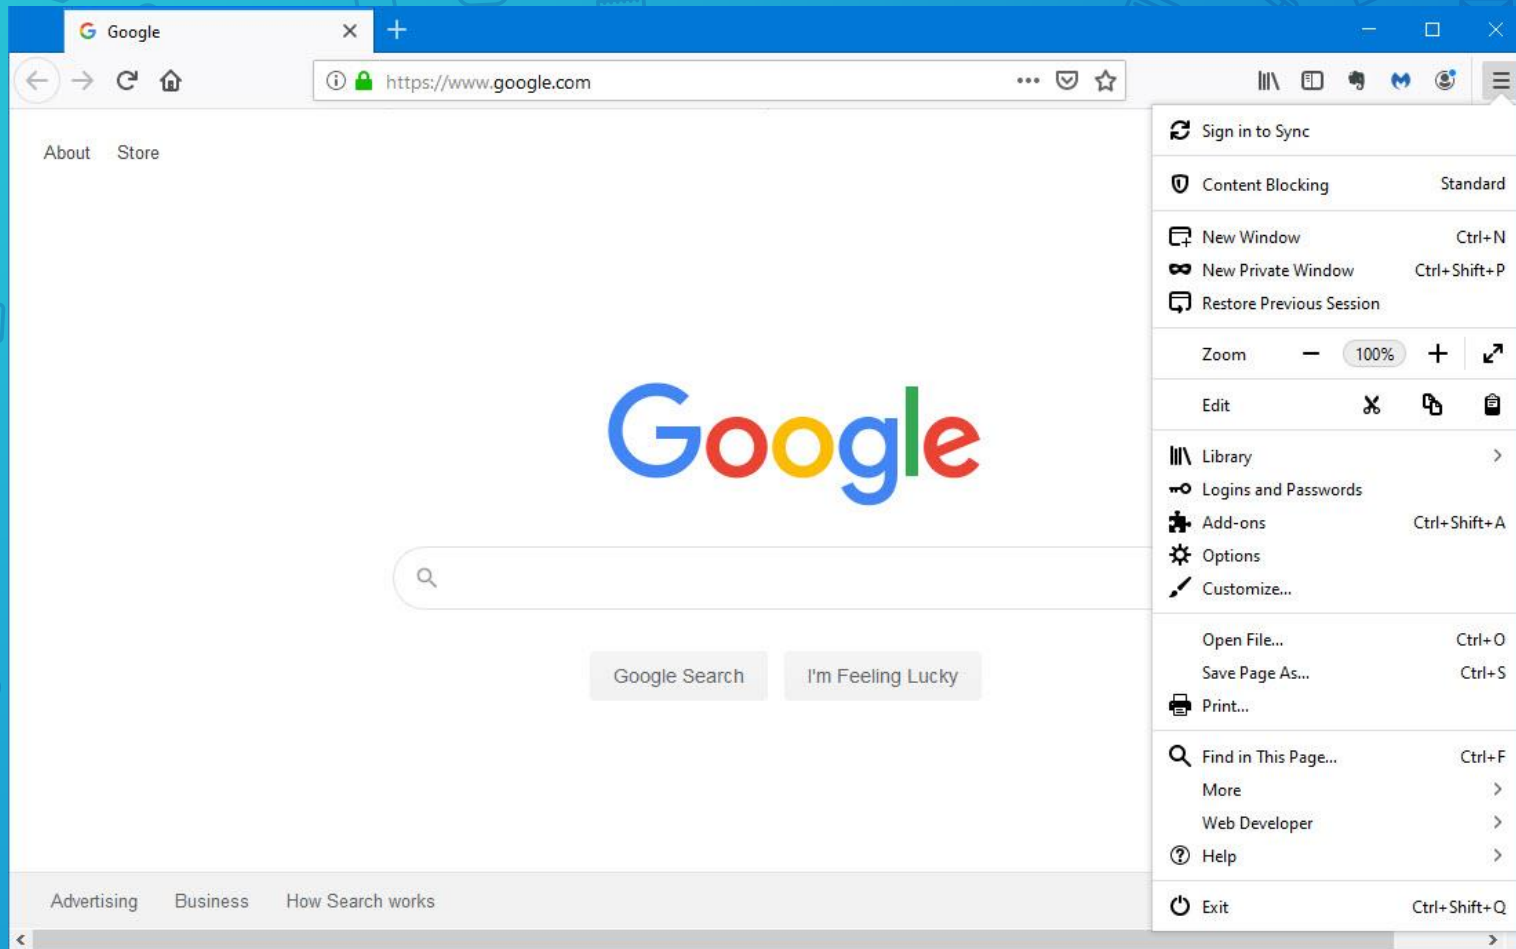 Google
https://www.google.com
About Store
Sign in to Sync
Content Blocking Standard
New Window Ctrl+N
New Private Window Ctrl+Shift+P
Restore Previous Session
Zoom 100%
Edit
Google
Library
Logins and Passwords
Add-ons Ctrl+Shift+A
Options
Customize...
Open File... Ctrl+O
Save Page As... Ctrl+S
Google Search I'm Feeling Lucky
Print...
Find in This Page... Ctrl+F
More
Web Developer
Help
Advertising Business How Search works
Exit Ctrl+Shift+Q